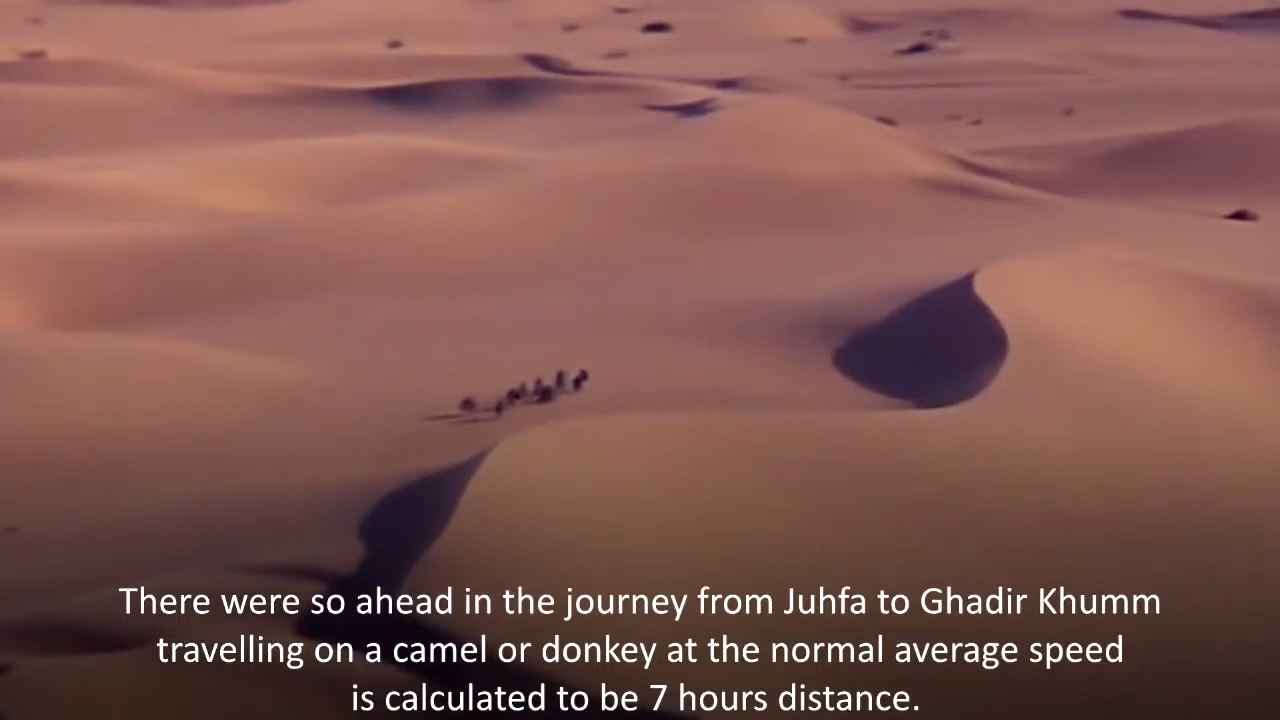 There were so ahead in the journey from Juhfa to Ghadir Khumm
travelling on a camel or donkey at the normal average speed
is calculated to be 7 hours distance.